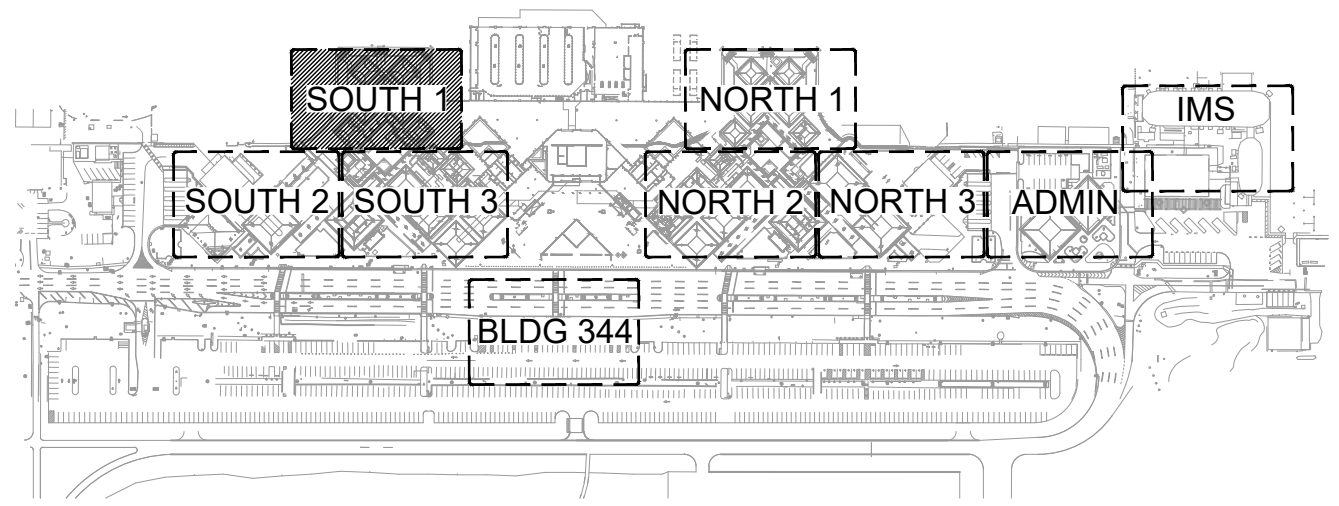 SOUTH 1
NORTH 1
IMS
SOUTH 2
SOUTH 3
NORTH 2
NORTH 3
ADMIN
BLDG 344